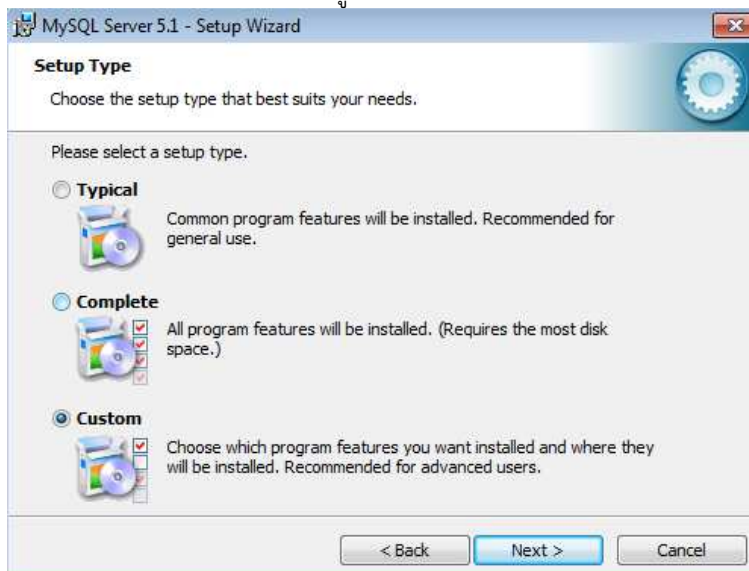 MySQL Server 5.1 - Setup Wizard
Setup Type
Choose the setup type that best suits your needs.
Please select a setup type.
Typical
Common program features will be installed. Recommended for
general use.
Complete
All program features will be installed. (Requires the most disk
space.)
Custom
Choose which program features you want installed and where they
will be installed. Recommended for advanced users.
< Back
Next >
Cancel